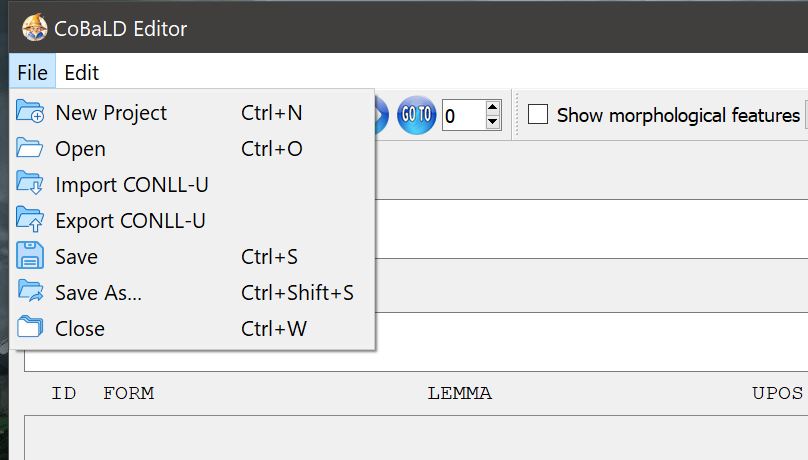 CoBaLD Editor
File Edit
New Project Ctrl+N
GO TO 0 Show morphological features
Open Ctrl+O
Import CONLL-U
Export CONLL-U
Save Ctrl+S
Save As... Ctrl+Shift+S
Close Ctrl+W
ID FORM LEMMA UPOS